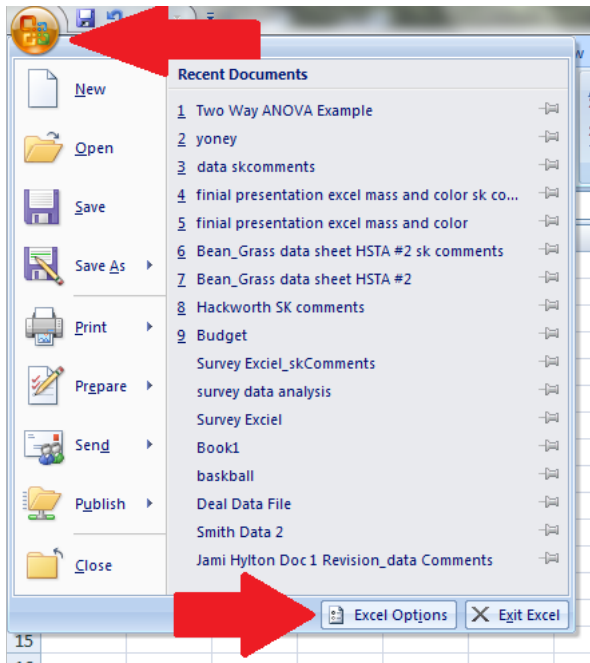 New
Open
Save
Save As
Print
Prepare
Send
Publish
Close
Recent Documents
1 Two Way ANOVA Example
2 yoney
3 data skcomments
4 finial presentation excel mass and color sk co...
5 finial presentation excel mass and color
6 Bean_Grass data sheet HSTA #2 sk comments
7 Bean_Grass data sheet HSTA #2
8 Hackworth SK comments
9 Budget
Survey Exciel_skComments
survey data analysis
Survey Exciel
Book1
baskball
Deal Data File
Smith Data 2
Jami Hylton Doc 1 Revision_data Comments
Excel Options
Exit Excel
15